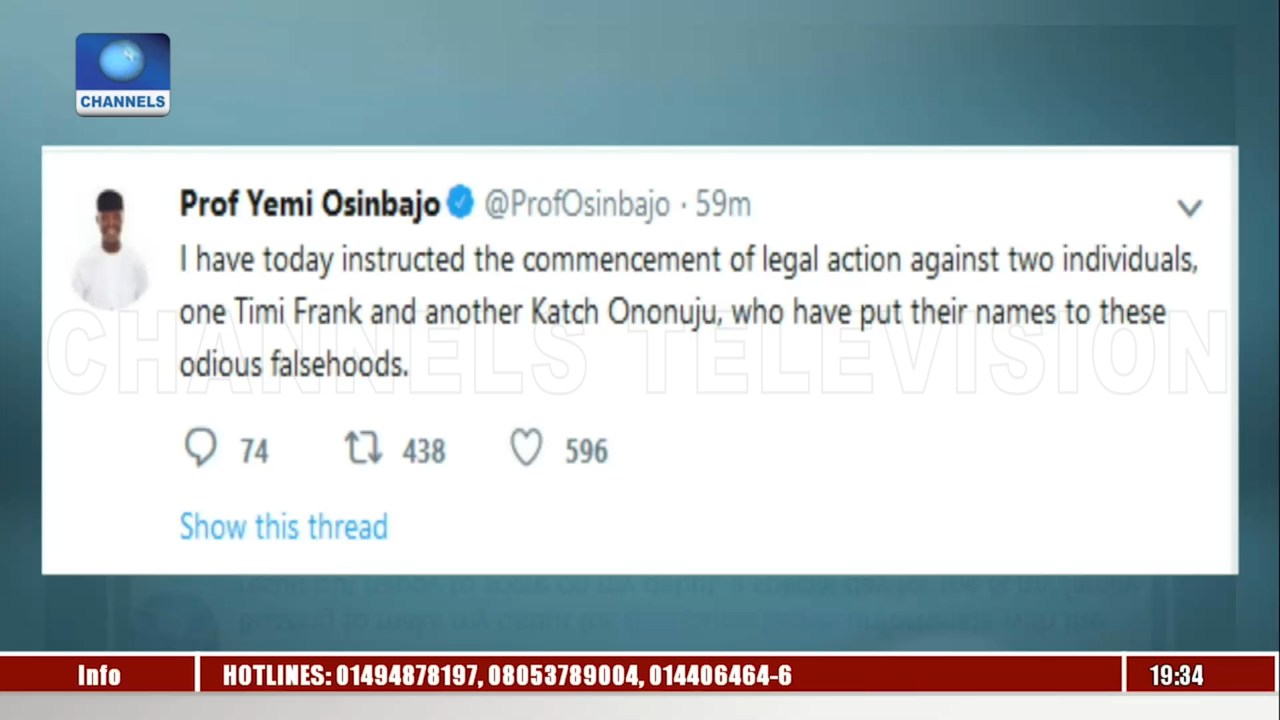 CHANNELS
Prof Yemi Osinbajo @ProfOsinbajo · 59m
I have today instructed the commencement of legal action against two individuals,
one Timi Frank and another Katch Ononuju, who have put their names to these
odious falsehoods.
CHANNELS TELEVISION
74 438 596
Show this thread
Info HOTLINES: 01494878197, 08053789004, 014406464-6 19:34